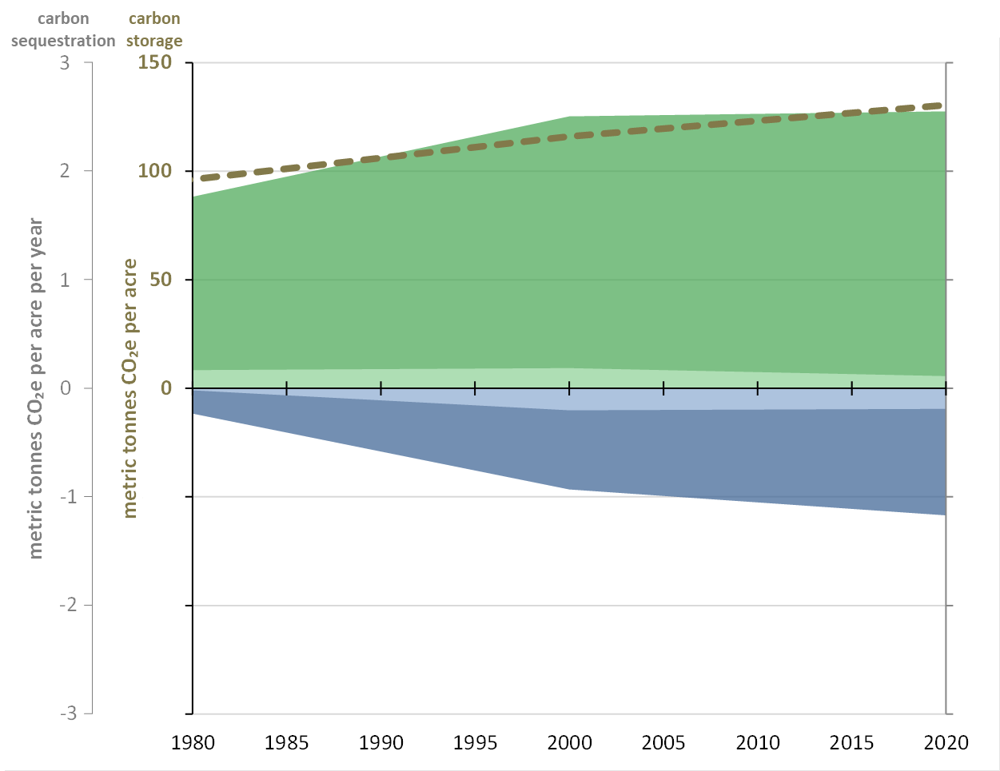 carbon
sequestration
carbon
storage
metric tonnes CO₂e per acre per year
3
2
1
0
-1
-2
-3
metric tonnes CO₂e per acre
150
100
50
0
1980 1985 1990 1995 2000 2005 2010 2015 2020